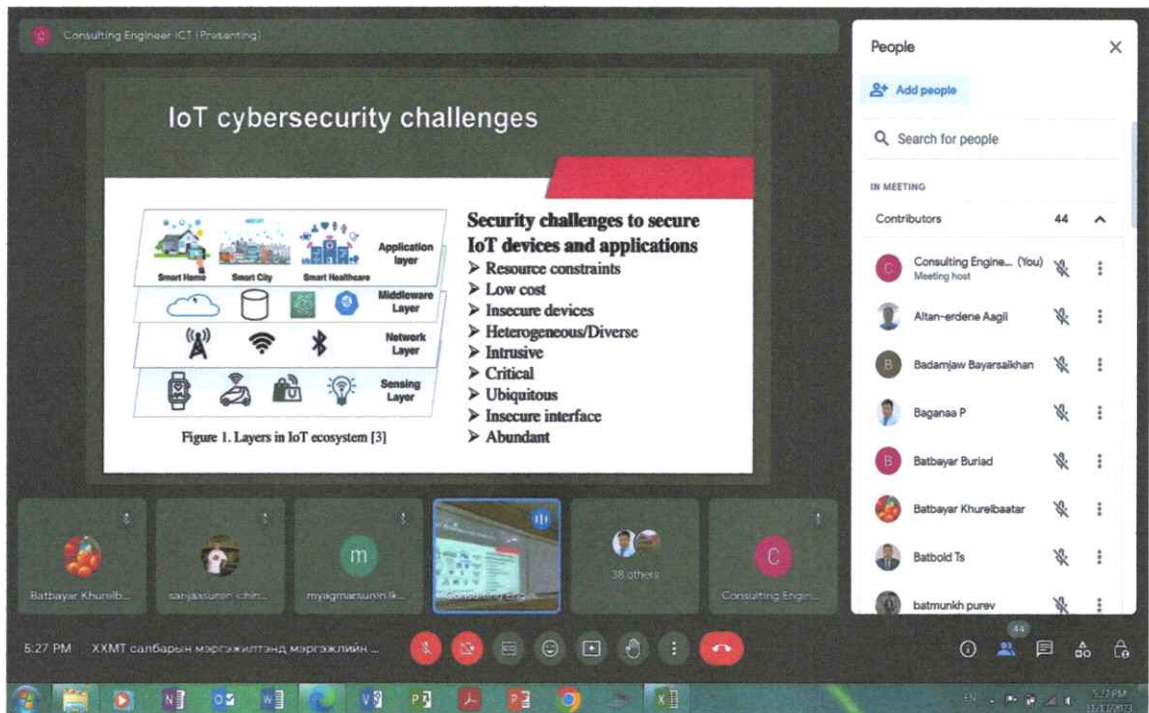 Consulting Engineer ICT (Presenting)
IoT cybersecurity challenges
Smart Home
Smart City
Smart Healthcare
Application layer
Middleware Layer
Network Layer
Sensing Layer
Figure 1. Layers in IoT ecosystem [3]
Security challenges to secure
IoT devices and applications
➢ Resource constraints
➢ Low cost
➢ Insecure devices
➢ Heterogeneous/Diverse
➢ Intrusive
➢ Critical
➢ Ubiquitous
➢ Insecure interface
➢ Abundant
People
Add people
Search for people
IN MEETING
Contributors 44
C
Consulting Engine... (You)
Meeting host
Altan-erdene Aagii
B
Badamjaw Bayarsaikhan
Baganaa P
B
Batbayar Buriad
Batbayar Khurelbaatar
Batbold Ts
batmunkh purev
Batbayar Khurelb...
m
38 others
C
Consulting Engin...
5:27 PM
ХХМТ салбарын мэргэжилтэнд мэргэжлийн ...
44
EN
5:27 PM